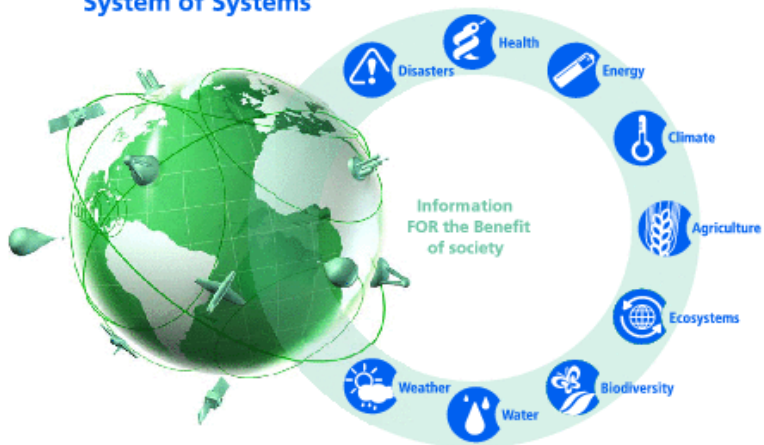 System of Systems
Health
Disasters
Energy
Climate
Information
FOR the Benefit
of society
Agriculture
Ecosystems
Weather
Biodiversity
Water